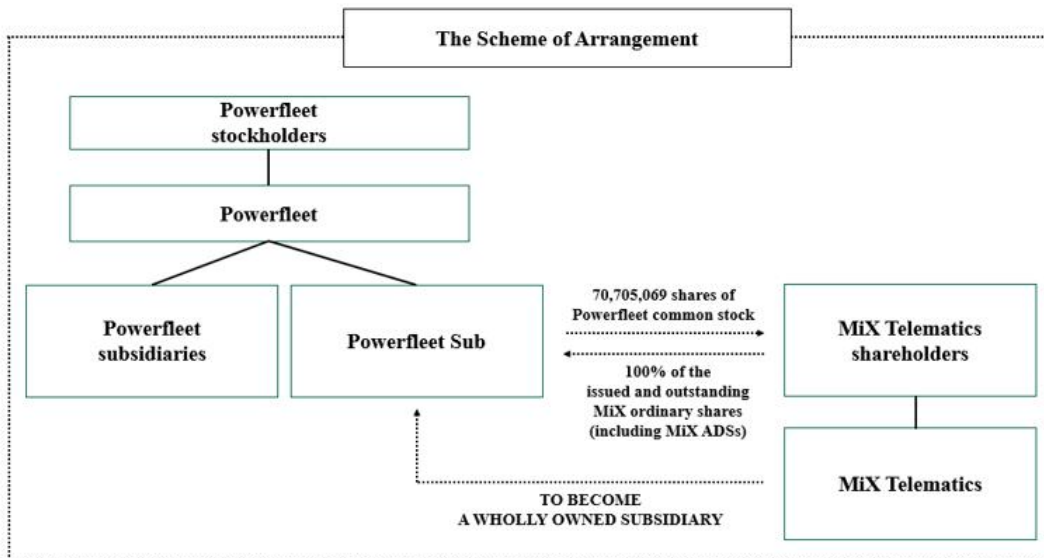 The Scheme of Arrangement
Powerfleet
stockholders
Powerfleet
Powerfleet
subsidiaries
Powerfleet Sub
70,705,069 shares of
Powerfleet common stock
100% of the
issued and outstanding
MiX ordinary shares
(including MiX ADSs)
MiX Telematics
shareholders
MiX Telematics
TO BECOME
A WHOLLY OWNED SUBSIDIARY